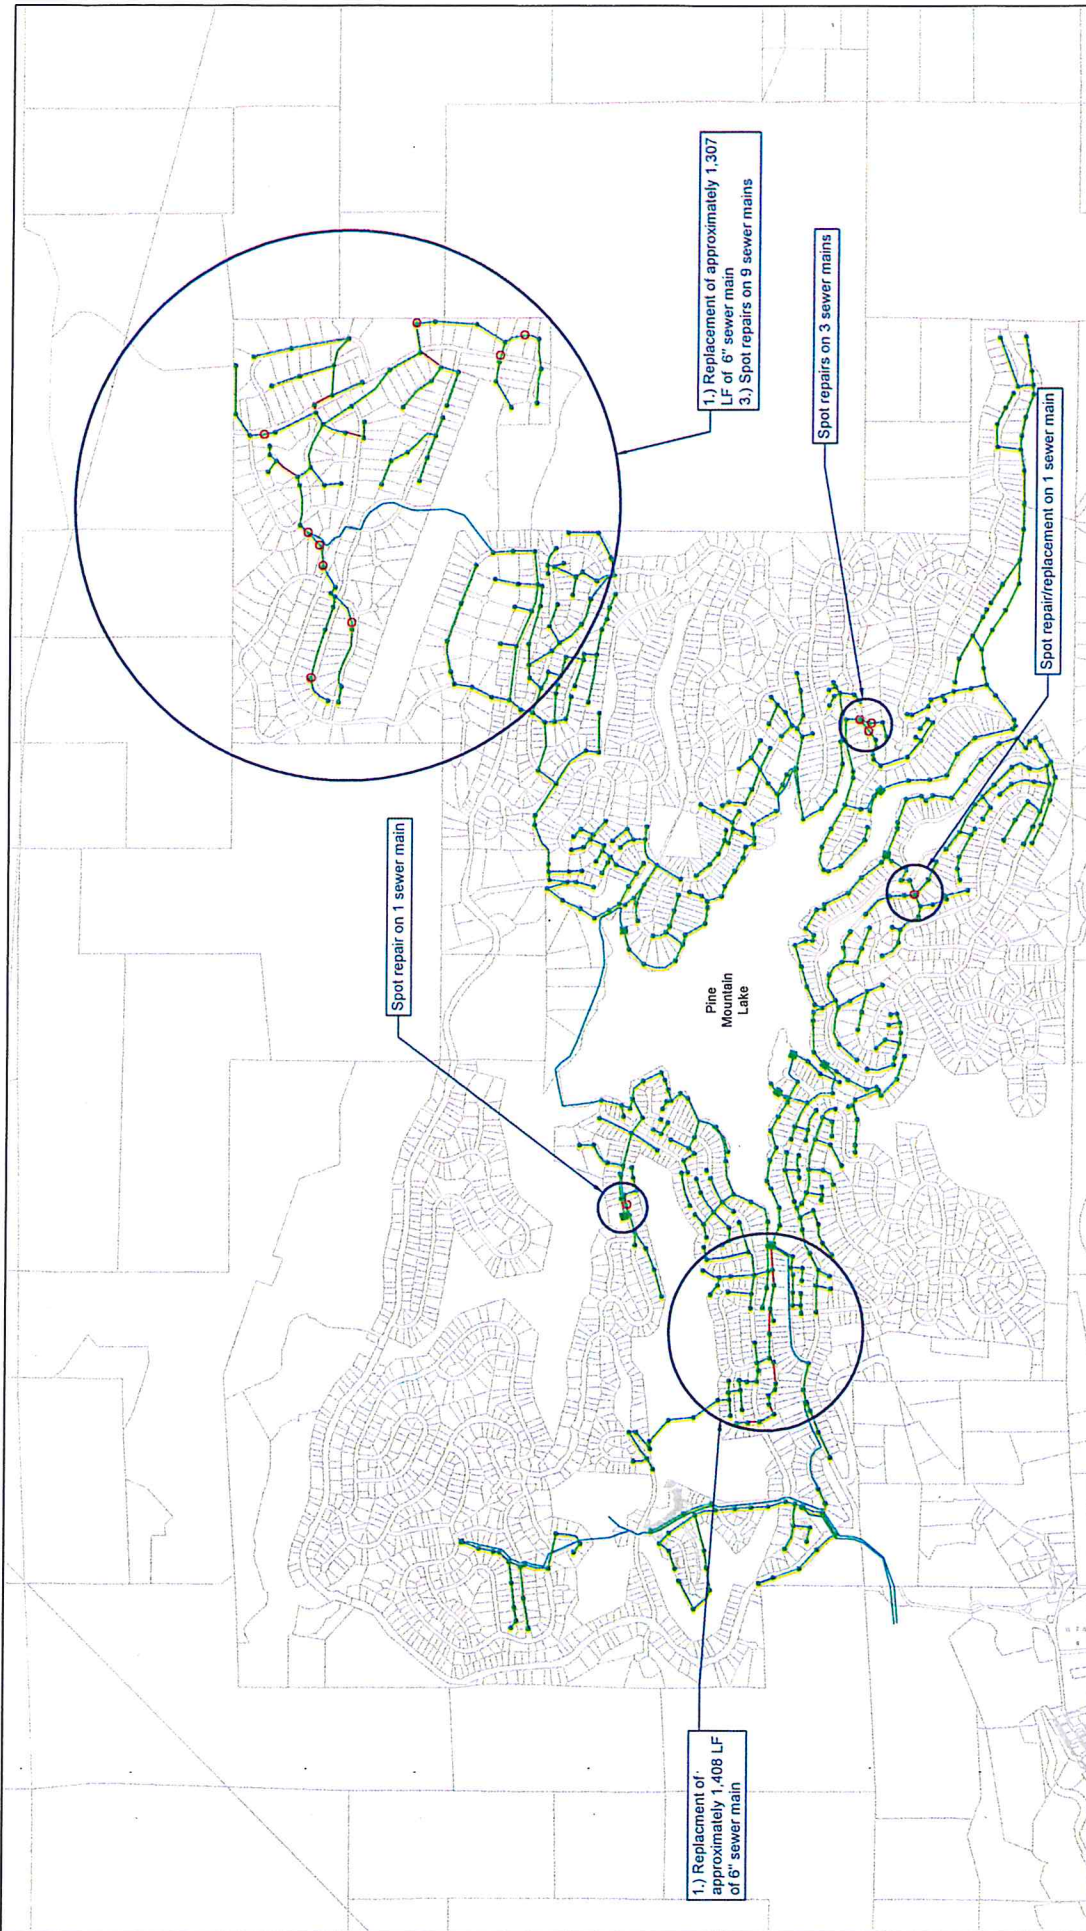 1.) Replacement of approximately 1,307
LF of 6" sewer main
3.) Spot repairs on 9 sewer mains
Spot repairs on 3 sewer mains
Spot repair/replacement on 1 sewer main
Spot repair on 1 sewer main
Pine
Mountain
Lake
1.) Replacment of
approximately 1,408 LF
of 6" sewer main